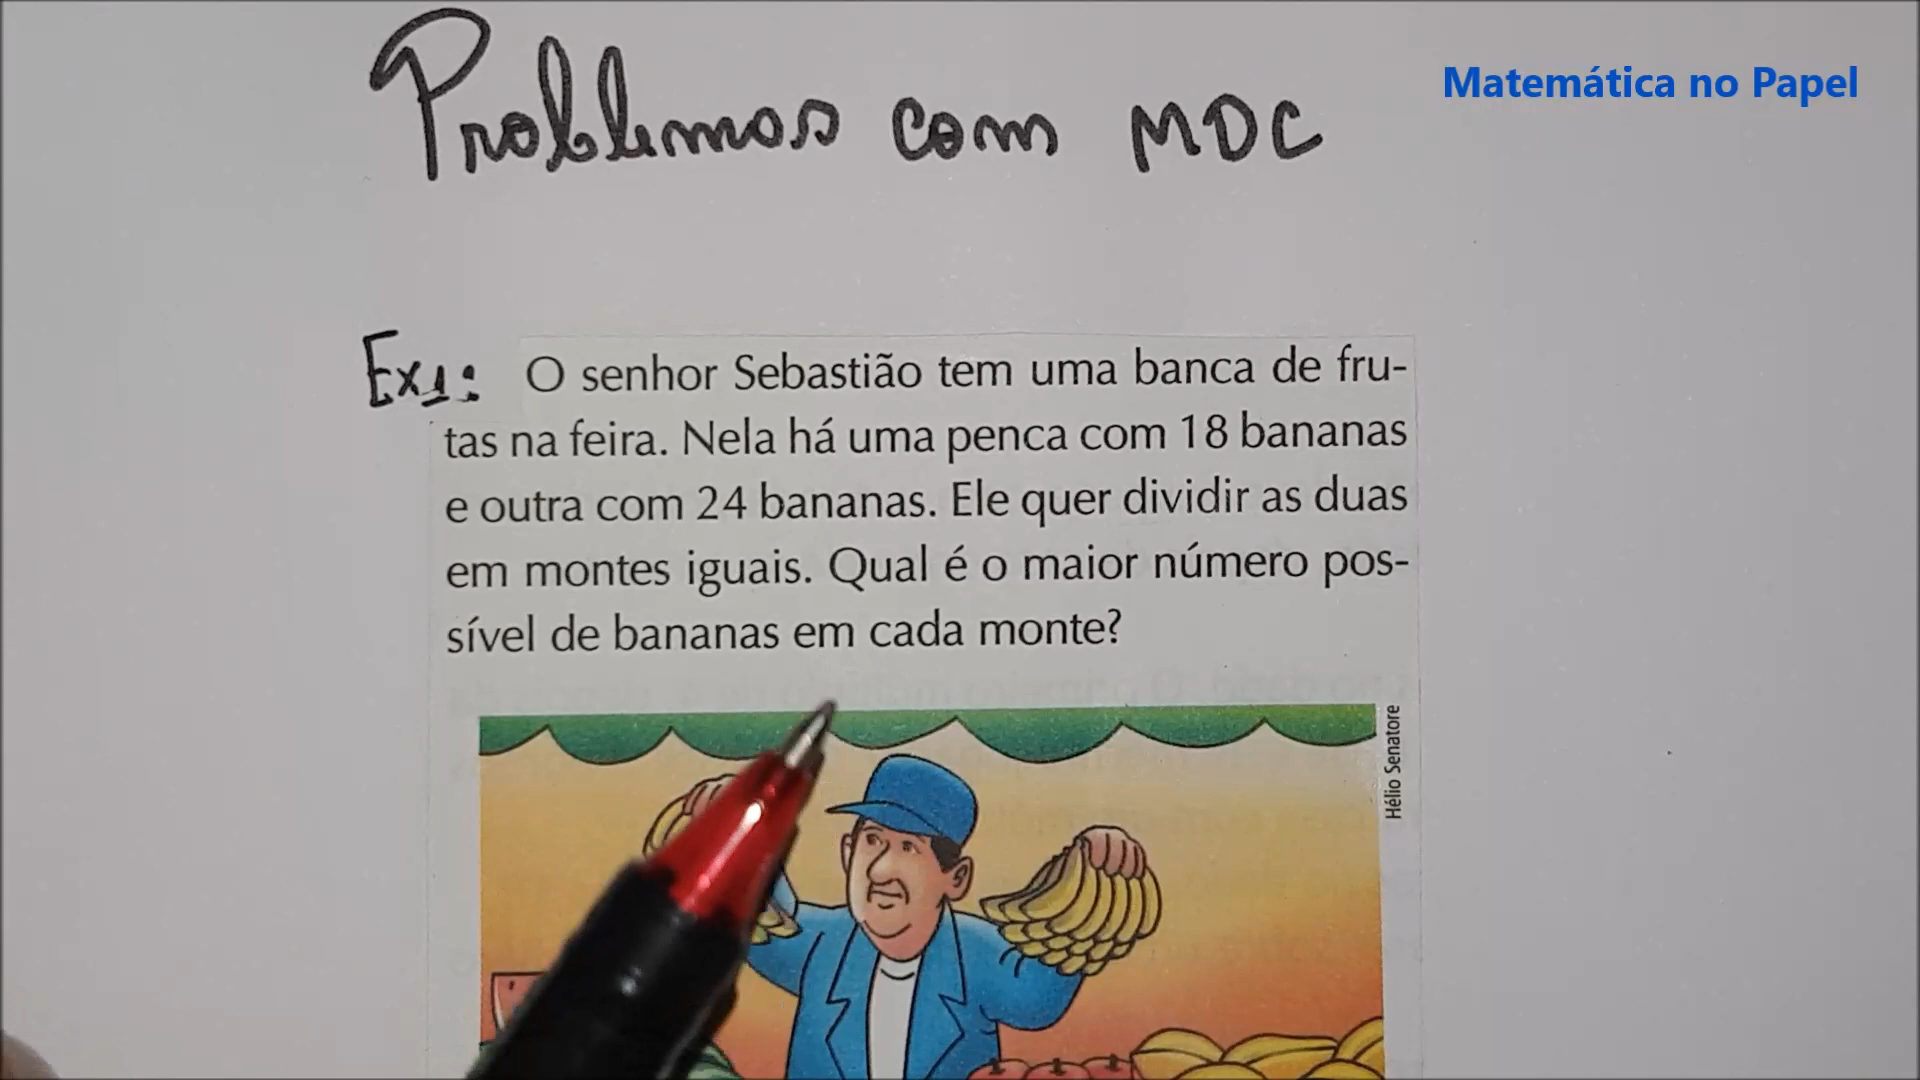 Problemas com MDC
Matemática no Papel
Ex1: O senhor Sebastião tem uma banca de fru-
tas na feira. Nela há uma penca com 18 bananas
e outra com 24 bananas. Ele quer dividir as duas
em montes iguais. Qual é o maior número pos-
sível de bananas em cada monte?
Hélio Senatore